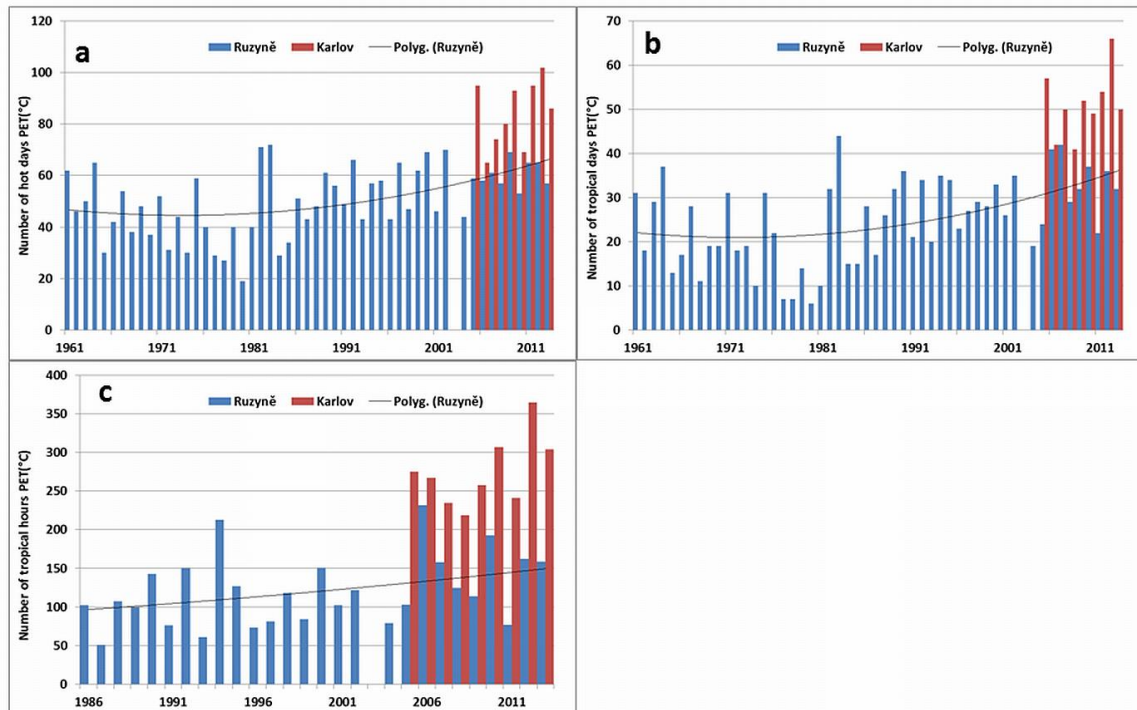 a
Ruzyně Karlov Polyg. (Ruzyně)
Number of hot days PET(°C)
120
100
80
60
40
20
0
1961 1971 1981 1991 2001 2011
b
Ruzyně Karlov Polyg. (Ruzyně)
Number of tropical days PET(°C)
70
60
50
40
30
20
10
0
1961 1971 1981 1991 2001 2011
c
Ruzyně Karlov Polyg. (Ruzyně)
Number of tropical hours PET(°C)
400
350
300
250
200
150
100
50
0
1986 1991 1996 2001 2006 2011